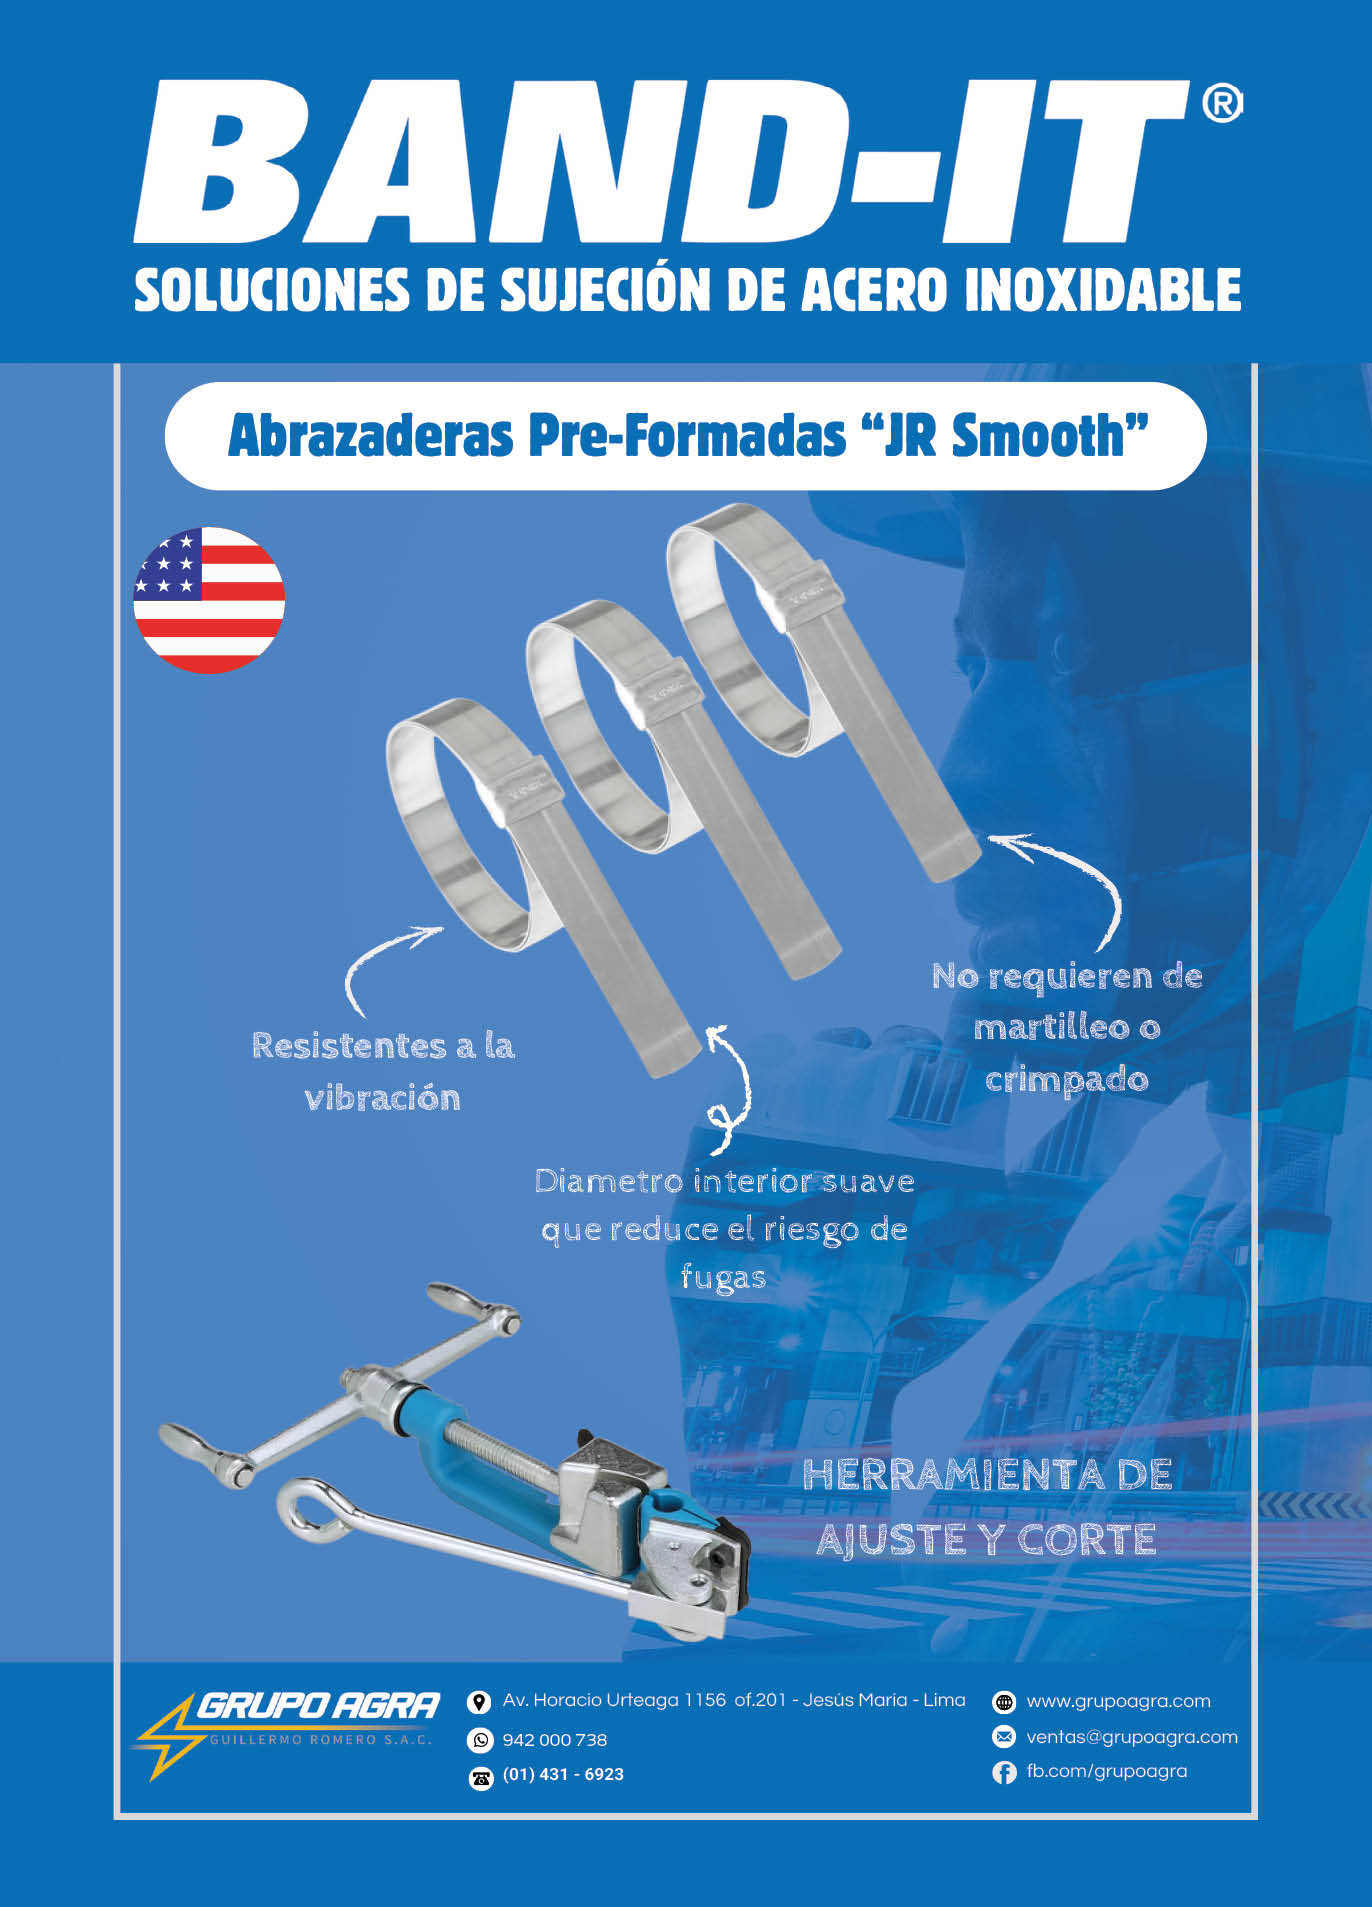 BAND-IT®
SOLUCIONES DE SUJECIÓN DE ACERO INOXIDABLE
Abrazaderas Pre-Formadas “JR Smooth”
No requieren de
martilleo o
crimpado
Resistentes a la
vibración
Diametro interior suave
que reduce el riesgo de
fugas
HERRAMIENTA DE
AJUSTE Y CORTE
GRUPO AGRA
GUILLERMO ROMERO S.A.C.
Av. Horacio Urteaga 1156 of.201 - Jesús María - Lima
942 000 738
(01) 431 - 6923
www.grupoagra.com
ventas@grupoagra.com
fb.com/grupoagra